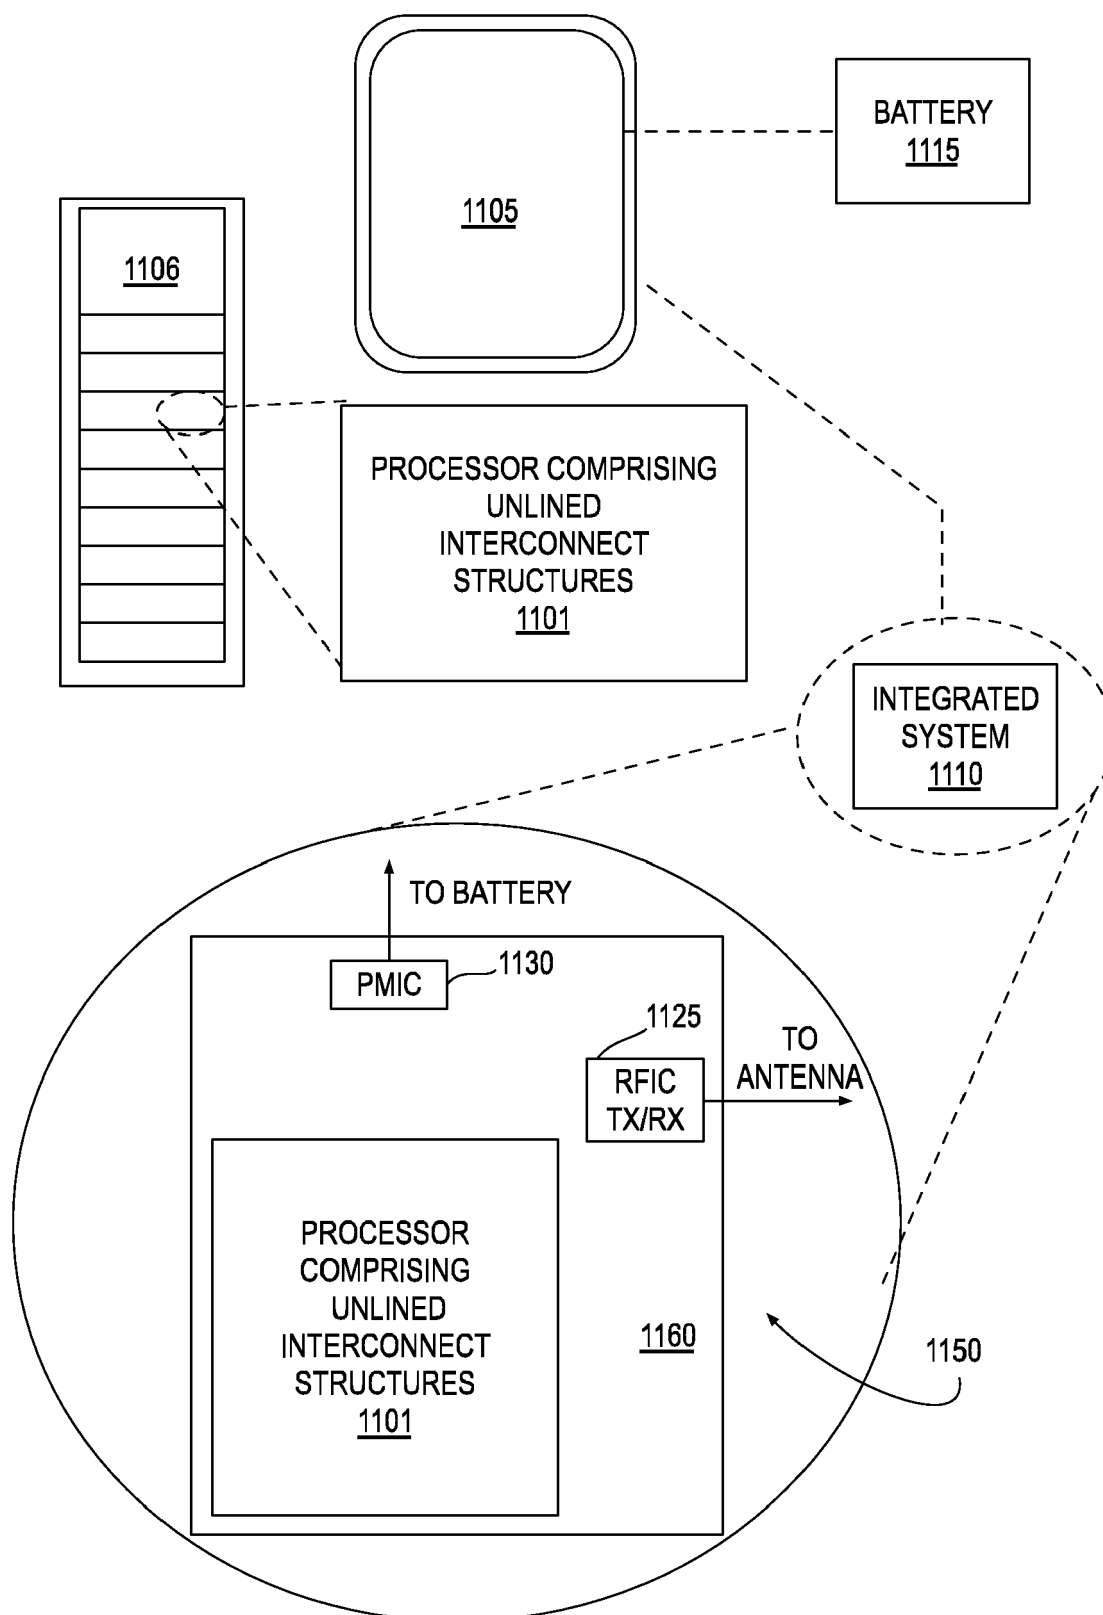 BATTERY
1115
1105
1106
PROCESSOR COMPRISING
UNLINED
INTERCONNECT
STRUCTURES
1101
INTEGRATED
SYSTEM
1110
TO BATTERY
PMIC
1130
1125
RFIC
TX/RX
TO
ANTENNA
PROCESSOR
COMPRISING
UNLINED
INTERCONNECT
STRUCTURES
1101
1160
1150